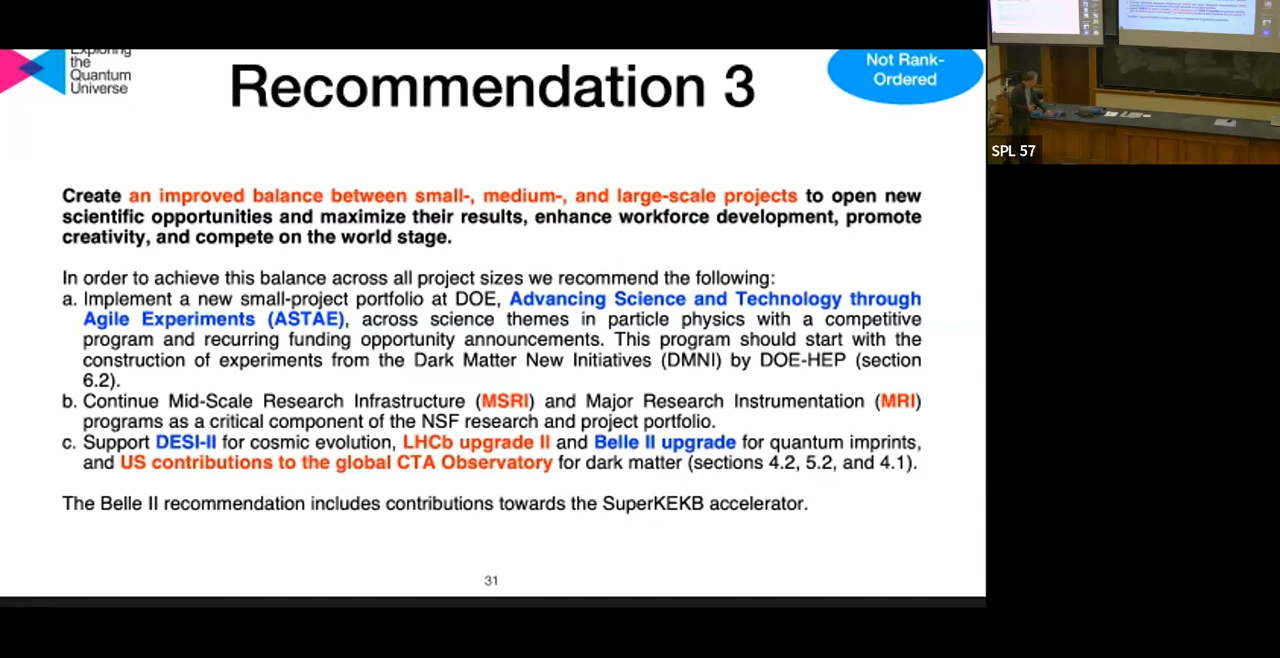 Exploring
the
Quantum
Universe
Recommendation 3
Not Rank-
Ordered
SPL 57
Create an improved balance between small-, medium-, and large-scale projects to open new
scientific opportunities and maximize their results, enhance workforce development, promote
creativity, and compete on the world stage.
In order to achieve this balance across all project sizes we recommend the following:
a. Implement a new small-project portfolio at DOE, Advancing Science and Technology through
Agile Experiments (ASTAE), across science themes in particle physics with a competitive
program and recurring funding opportunity announcements. This program should start with the
construction of experiments from the Dark Matter New Initiatives (DMNI) by DOE-HEP (section
6.2).
b. Continue Mid-Scale Research Infrastructure (MSRI) and Major Research Instrumentation (MRI)
programs as a critical component of the NSF research and project portfolio.
c. Support DESI-II for cosmic evolution, LHCb upgrade II and Belle II upgrade for quantum imprints,
and US contributions to the global CTA Observatory for dark matter (sections 4.2, 5.2, and 4.1).
The Belle II recommendation includes contributions towards the SuperKEKB accelerator.
31